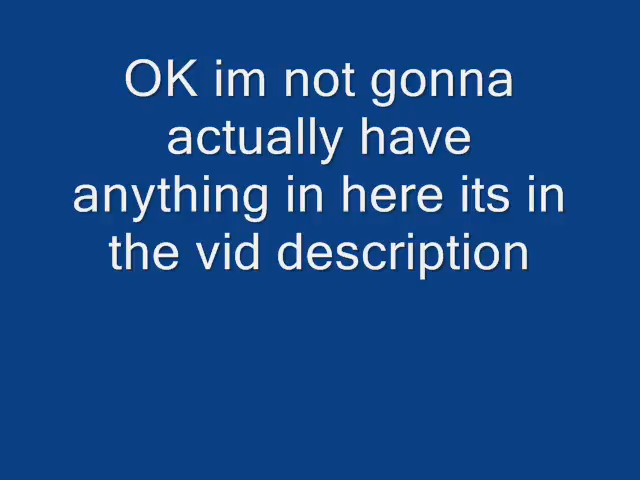 OK im not gonna
actually have
anything in here its in
the vid description